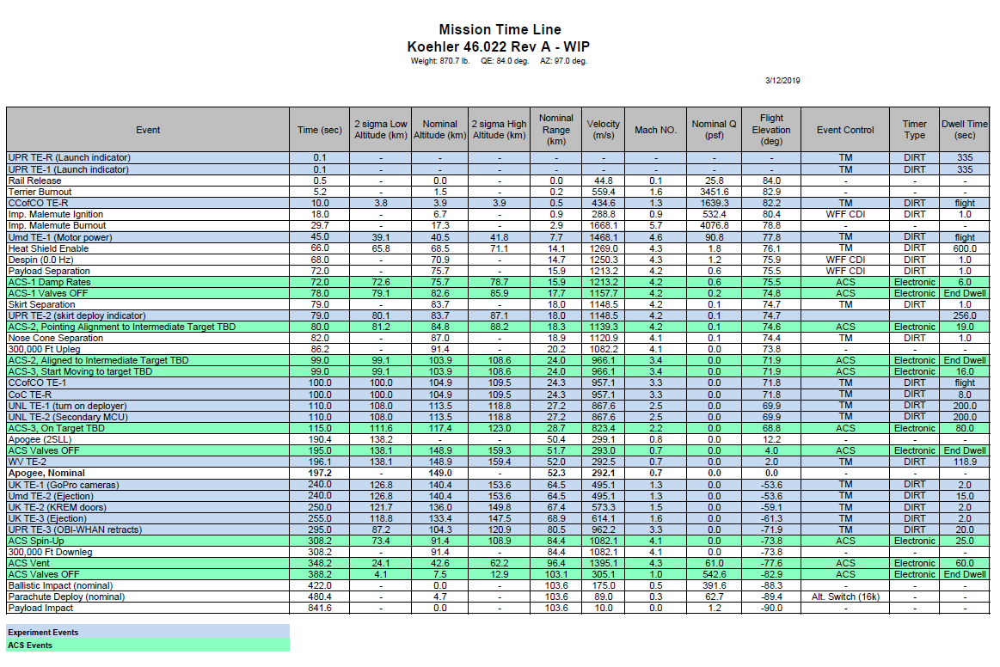 Mission Time Line
Koehler 46.022 Rev A - WIP
Weight: 870.7 lb. QE: 84.0 deg. AZ: 97.0 deg.
3/12/2019
Event Time (sec) 2 sigma Low Altitude (km) Nominal Altitude (km) 2 sigma High Altitude (km) Nominal Range (km) Velocity (m/s) Mach NO. Nominal Q (psf) Flight Elevation (deg) Event Control Timer Type Dwell Time (sec)
UPR TE-R (Launch indicator) 0.1 - - - - - - - - TM DIRT 335
UPR TE-1 (Launch indicator) 0.1 - - - - - - - - TM DIRT 335
Rail Release 0.5 - 0.0 - 0.0 44.8 0.1 25.8 84.0 - - -
Terrier Burnout 5.2 - 1.5 - 0.2 559.4 1.6 3451.6 82.9 - - -
CCofCO TE-R 10.0 3.8 3.9 3.9 0.5 434.6 1.3 1639.3 82.2 TM DIRT flight
Imp. Malemute Ignition 18.0 - 6.7 - 0.9 288.8 0.9 532.4 80.4 WFF CDI DIRT 1.0
Imp. Malemute Burnout 29.7 - 17.3 - 2.9 1668.1 5.7 4076.8 78.8 - - -
Umd TE-1 (Motor power) 45.0 39.1 40.5 41.8 7.7 1468.1 4.6 90.8 77.8 TM DIRT flight
Heat Shield Enable 66.0 65.8 68.5 71.1 14.1 1269.0 4.3 1.8 76.1 TM DIRT 600.0
Despin (0.0 Hz) 68.0 - 70.9 - 14.7 1250.3 4.3 1.2 75.9 WFF CDI DIRT 1.0
Payload Separation 72.0 - 75.7 - 15.9 1213.2 4.2 0.6 75.5 WFF CDI DIRT 1.0
ACS-1 Damp Rates 72.0 72.6 75.7 78.7 15.9 1213.2 4.2 0.6 75.5 ACS Electronic 6.0
ACS-1 Valves OFF 78.0 79.1 82.6 85.9 17.7 1157.7 4.2 0.2 74.8 ACS Electronic End Dwell
Skirt Separation 79.0 - 83.7 - 18.0 1148.5 4.2 0.1 74.7 TM DIRT 1.0
UPR TE-2 (skirt deploy indicator) 79.0 80.1 83.7 87.1 18.0 1148.5 4.2 0.1 74.7 256.0
ACS-2, Pointing Alignment to Intermediate Target TBD 80.0 81.2 84.8 88.2 18.3 1139.3 4.2 0.1 74.6 ACS Electronic 19.0
Nose Cone Separation 82.0 - 87.0 - 18.9 1120.9 4.1 0.1 74.4 TM DIRT 1.0
300,000 Ft Upleg 86.2 - 91.4 - 20.2 1082.2 4.1 0.0 73.8 - - -
ACS-2, Aligned to Intermediate Target TBD 99.0 99.1 103.9 108.6 24.0 966.1 3.4 0.0 71.9 ACS Electronic End Dwell
ACS-3, Start Moving to target TBD 99.0 99.1 103.9 108.6 24.0 966.1 3.4 0.0 71.9 ACS Electronic 16.0
CCofCO TE-1 100.0 100.0 104.9 109.5 24.3 957.1 3.3 0.0 71.8 TM DIRT flight
CoC TE-R 100.0 100.0 104.9 109.5 24.3 957.1 3.3 0.0 71.8 TM DIRT 8.0
UNL TE-1 (turn on deployer) 110.0 108.0 113.5 118.8 27.2 867.6 2.5 0.0 69.9 TM DIRT 200.0
UNL TE-2 (Secondary MCU) 110.0 108.0 113.5 118.8 27.2 867.6 2.5 0.0 69.9 TM DIRT 200.0
ACS-3, On Target TBD 115.0 111.6 117.4 123.0 28.7 823.4 2.2 0.0 68.8 ACS Electronic 80.0
Apogee (2SLL) 190.4 138.2 - - 50.4 299.1 0.8 0.0 12.2 - - -
ACS Valves OFF 195.0 138.1 148.9 159.3 51.7 293.0 0.7 0.0 4.0 ACS Electronic End Dwell
WV TE-2 196.1 138.1 148.9 159.4 52.0 292.5 0.7 0.0 2.0 TM DIRT 118.9
Apogee, Nominal 197.2 - 149.0 - 52.3 292.1 0.7 0.0 0.0 - - -
UK TE-1 (GoPro cameras) 240.0 126.8 140.4 153.6 64.5 495.1 1.3 0.0 -53.6 TM DIRT 2.0
Umd TE-2 (Ejection) 240.0 126.8 140.4 153.6 64.5 495.1 1.3 0.0 -53.6 TM DIRT 15.0
UK TE-2 (KREM doors) 250.0 121.7 136.0 149.8 67.4 573.3 1.5 0.0 -59.1 TM DIRT 2.0
UK TE-3 (Ejection) 255.0 118.8 133.4 147.5 68.9 614.1 1.6 0.0 -61.3 TM DIRT 2.0
UPR TE-3 (OBI-WHAN retracts) 295.0 87.2 104.3 120.9 80.5 962.2 3.3 0.0 -71.9 TM DIRT 20.0
ACS Spin-Up 308.2 73.4 91.4 108.9 84.4 1082.1 4.1 0.0 -73.8 ACS Electronic 25.0
300,000 Ft Downleg 308.2 - 91.4 - 84.4 1082.1 4.1 0.0 -73.8 - - -
ACS Vent 348.2 24.1 42.6 62.2 96.4 1395.1 4.3 61.0 -77.6 ACS Electronic 60.0
ACS Valves OFF 388.2 4.1 7.5 12.9 103.1 305.1 1.0 542.6 -82.9 ACS Electronic End Dwell
Ballistic Impact (nominal) 422.0 - 0.0 - 103.6 175.0 0.5 391.6 -88.3 - - -
Parachute Deploy (nominal) 480.4 - 4.7 - 103.6 89.0 0.3 62.7 -89.4 Alt. Switch (16k) - -
Payload Impact 841.6 - 0.0 - 103.6 10.0 0.0 1.2 -90.0 - - -
Experiment Events
ACS Events